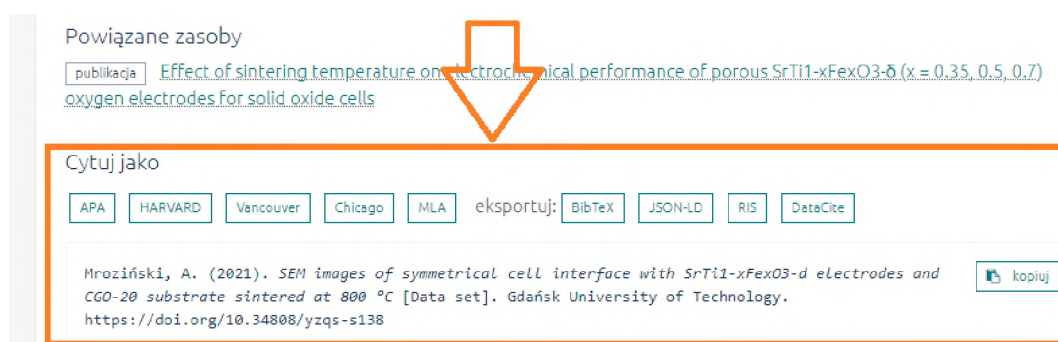 Powiązane zasoby
publikacja Effect of sintering temperature on electrochemical performance of porous SrTi1-xFexO3-δ (x = 0.35, 0.5, 0.7)
oxygen electrodes for solid oxide cells
Cytuj jako
APA HARVARD Vancouver Chicago MLA eksportuj: BibTeX JSON-LD RIS DataCite
Mroziński, A. (2021). SEM images of symmetrical cell interface with SrTi1-xFexO3-d electrodes and
CGO-20 substrate sintered at 800 °C [Data set]. Gdańsk University of Technology.
https://doi.org/10.34808/yzqs-s138
kopiuj